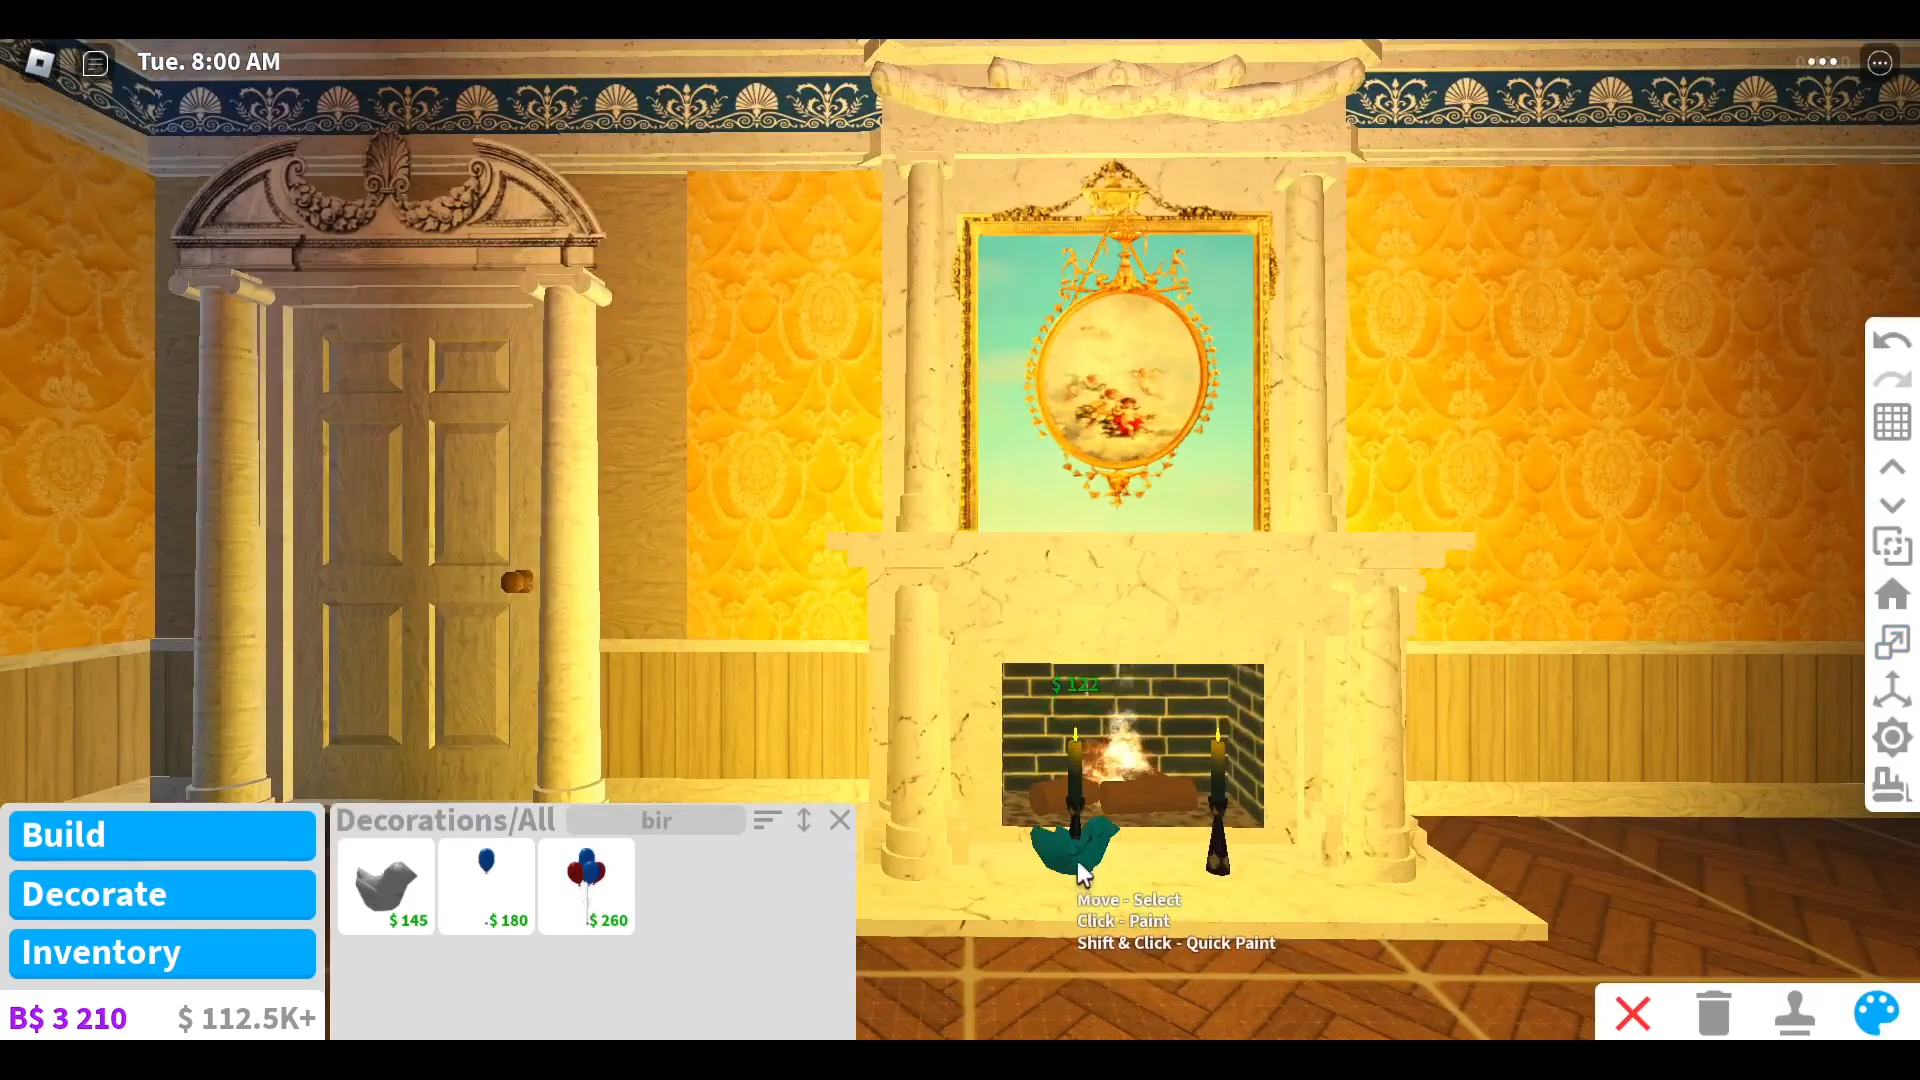 Tue. 8:00 AM
$ 122
Build
Decorate
Inventory
B$ 3 210
$ 112.5K+
Decorations/All
bir
$ 145
$ 180
$ 260
Move - Select
Click - Paint
Shift & Click - Quick Paint